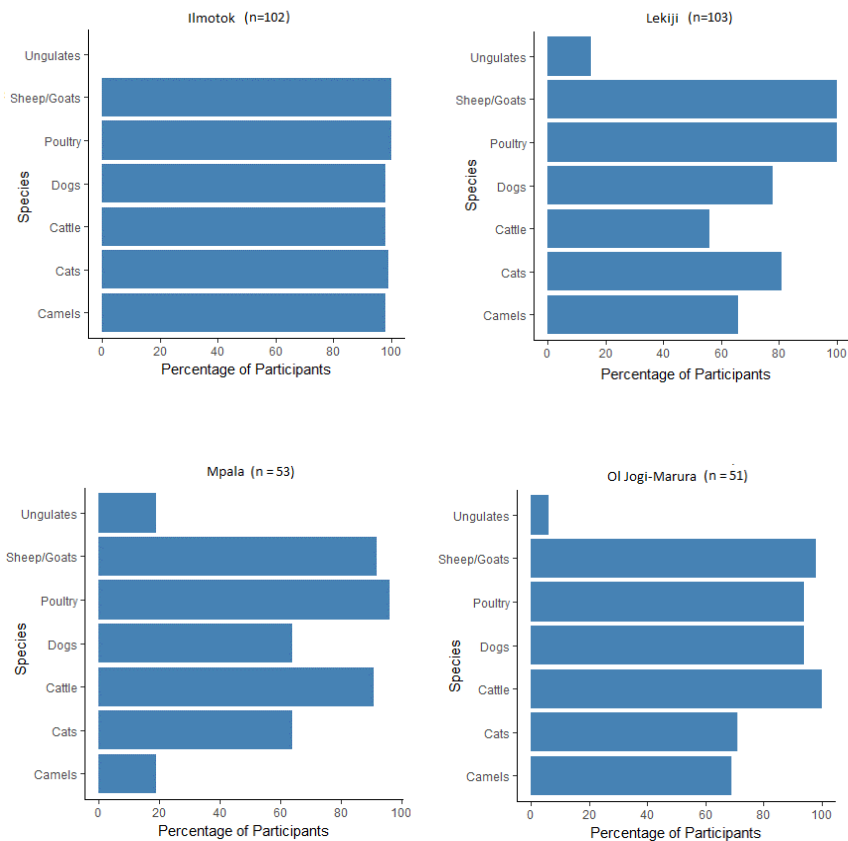 Ilmotok (n=102)
Species
Ungulates
Sheep/Goats
Poultry
Dogs
Cattle
Cats
Camels
0 20 40 60 80 100
Percentage of Participants
Lekiji (n=103)
Species
Ungulates
Sheep/Goats
Poultry
Dogs
Cattle
Cats
Camels
0 20 40 60 80 100
Percentage of Participants
Mpala (n = 53)
Species
Ungulates
Sheep/Goats
Poultry
Dogs
Cattle
Cats
Camels
0 20 40 60 80 100
Percentage of Participants
Ol Jogi-Marura (n = 51)
Species
Ungulates
Sheep/Goats
Poultry
Dogs
Cattle
Cats
Camels
0 20 40 60 80 100
Percentage of Participants